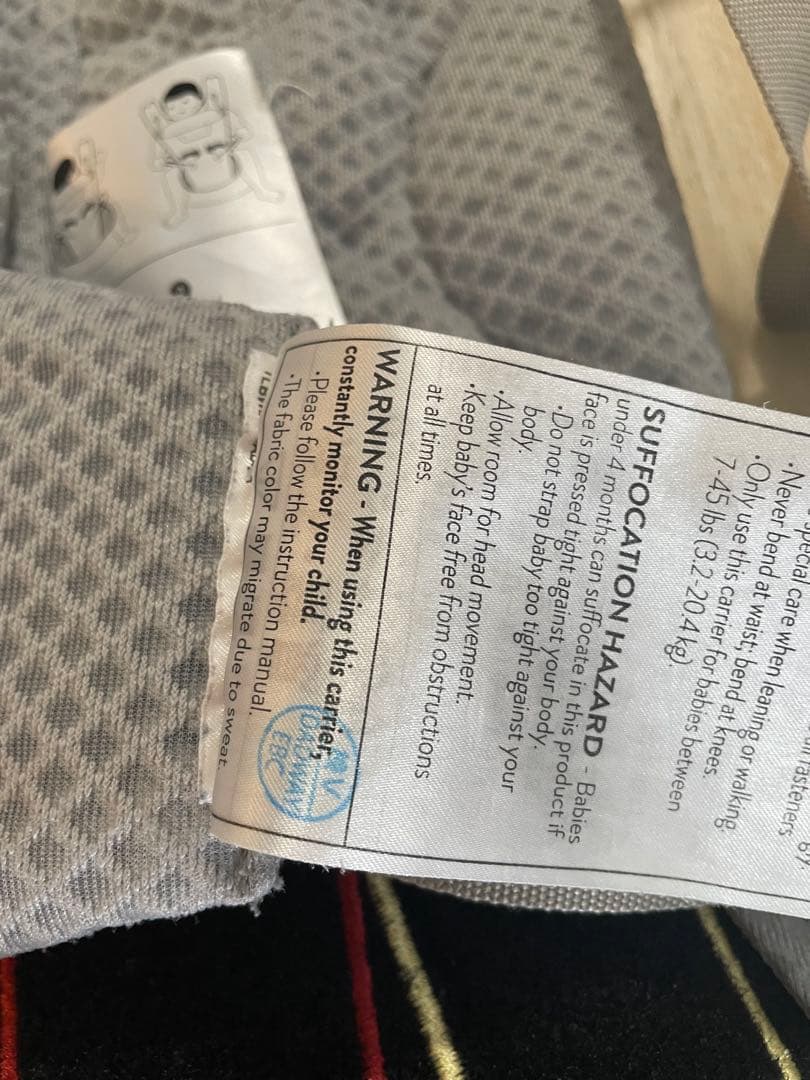 fasteners
special care when leaning or walking.
·Never bend at waist; bend at knees.
·Only use this carrier for babies between
7-45 lbs (3.2-20.4 kg).
SUFFOCATION HAZARD - Babies
under 4 months can suffocate in this product if
face is pressed tight against your body.
·Do not strap baby too tight against your
body.
·Allow room for head movement.
·Keep baby's face free from obstructions
at all times.
WARNING - When using this carrier,
constantly monitor your child.
·Please follow the instruction manual.
·The fabric color may migrate due to sweat.
DADWAY
EBC